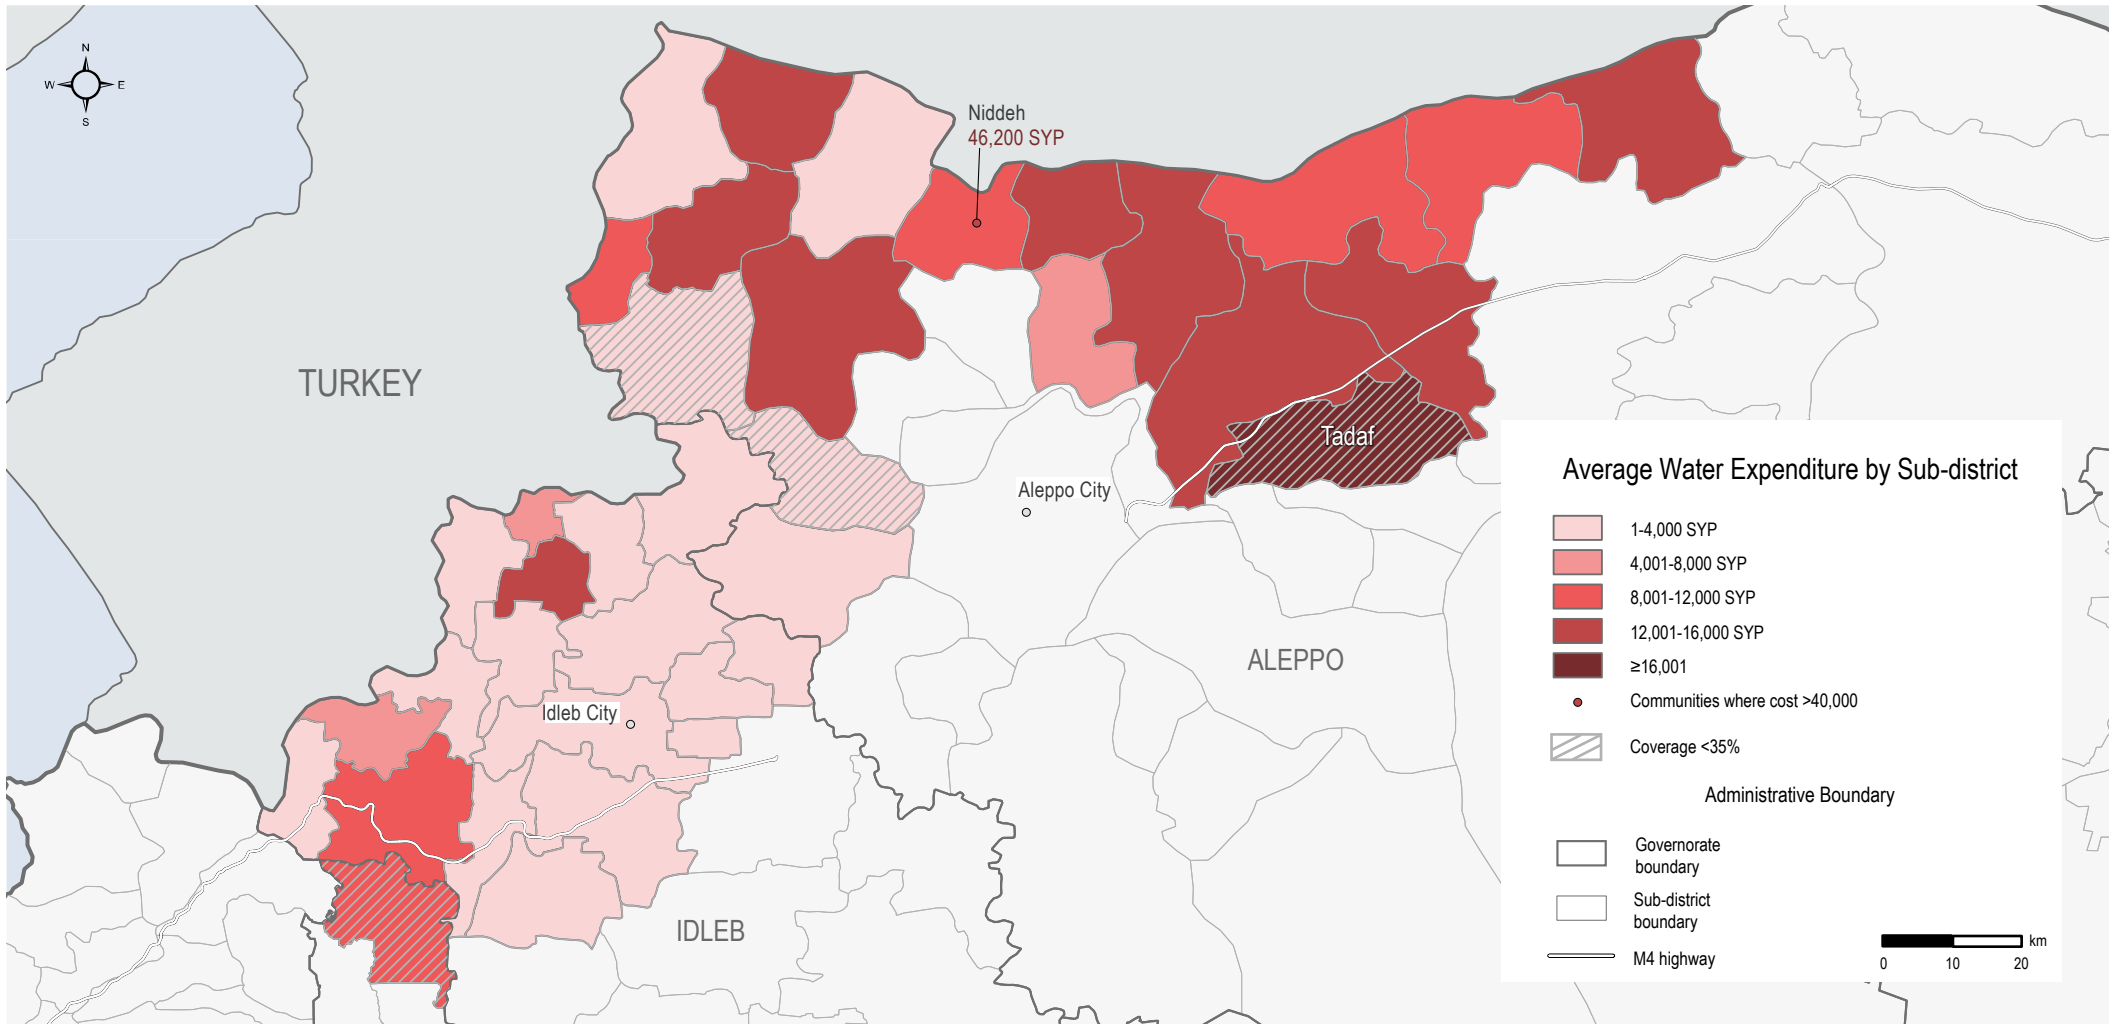 N
W E
S
Niddeh
46,200 SYP
TURKEY
Tadaf
Aleppo City
ALEPPO
Idleb City
IDLEB
Average Water Expenditure by Sub-district
1-4,000 SYP
4,001-8,000 SYP
8,001-12,000 SYP
12,001-16,000 SYP
≥16,001
Communities where cost >40,000
Coverage <35%
Administrative Boundary
Governorate
boundary
Sub-district
boundary
M4 highway
km
0 10 20